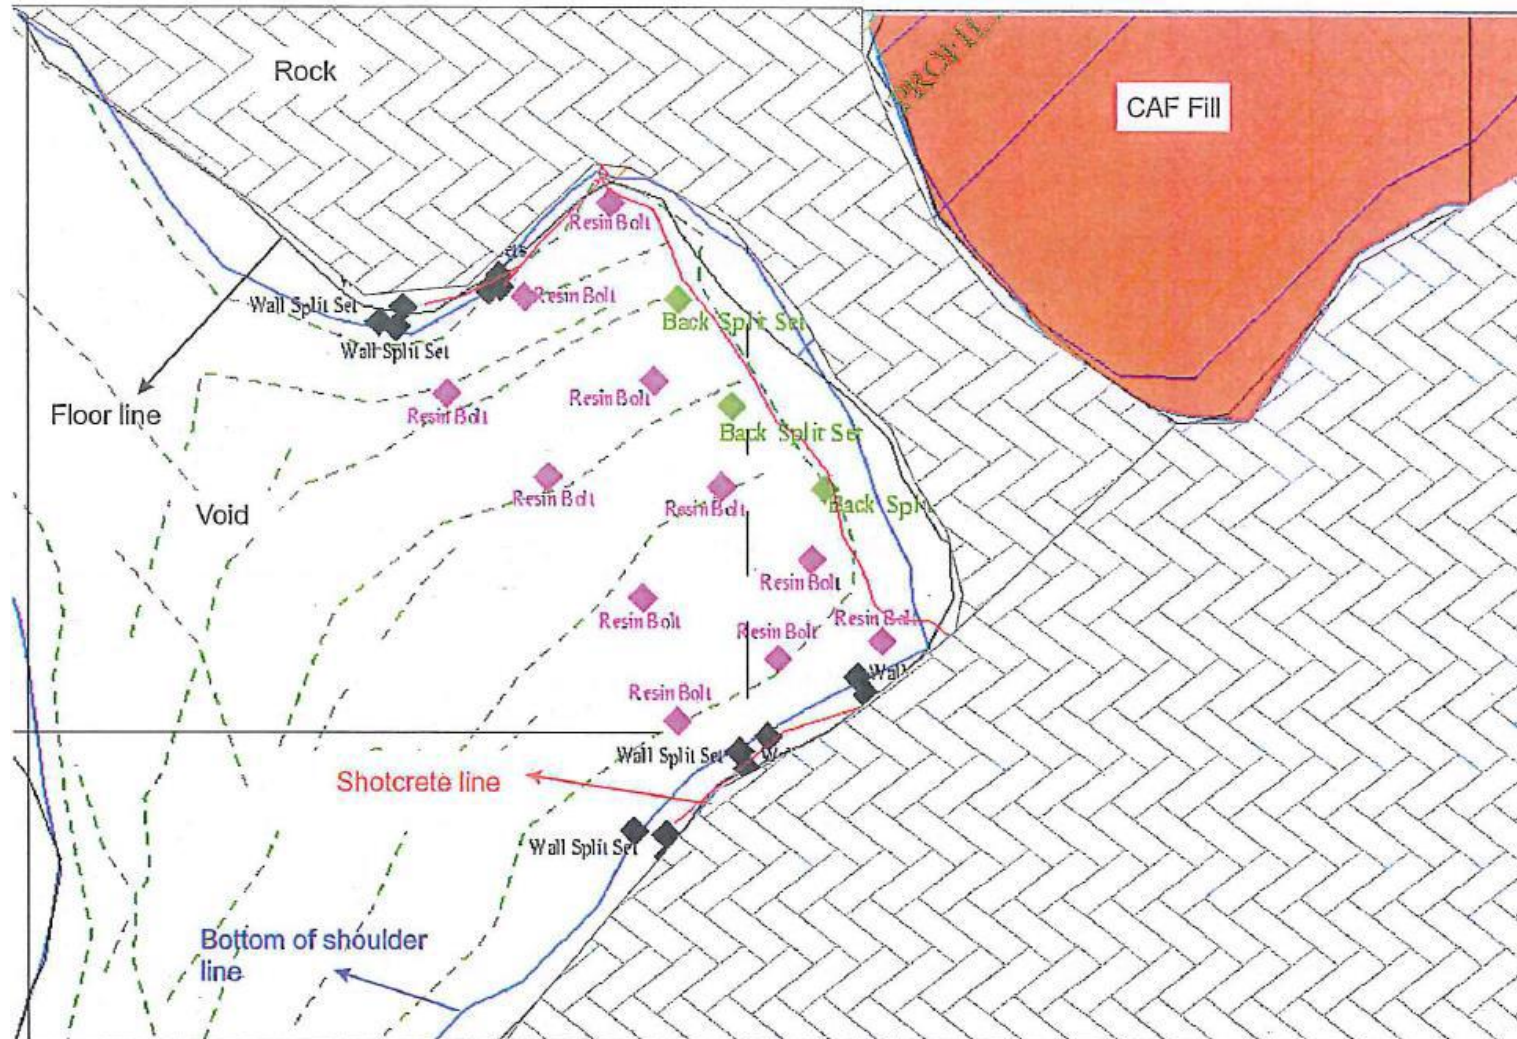 Rock
PROFIL
CAF Fill
Resin Bolt
Resin Bolt
Wall Split Set
Back Split Set
Wall Split Set
Resin Bolt
Resin Bolt
Floor line
Back Split Set
Resin Bolt
Resin Bolt
Back Spli
Void
Resin Bolt
Resin Bolt
Resin Bolt
Resin Bolt
Wall
Resin Bolt
Wall Split Set
Shotcrete line
Wall Split Set
Bottom of shoulder
line